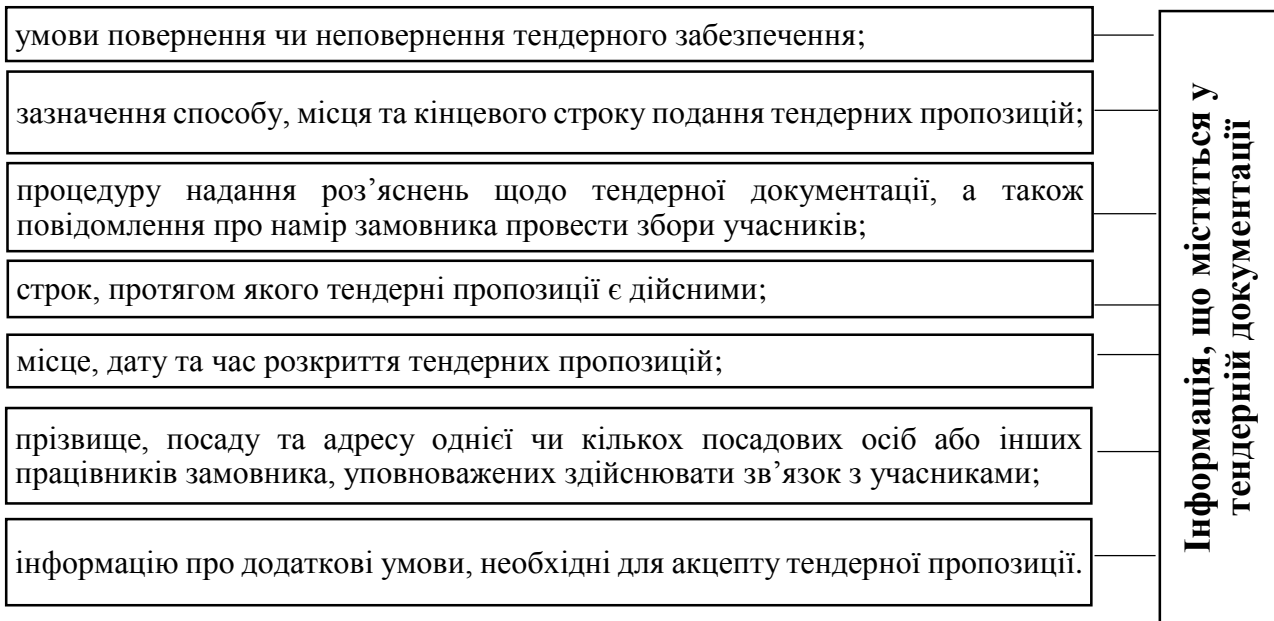 умови повернення чи неповернення тендерного забезпечення;
зазначення способу, місця та кінцевого строку подання тендерних пропозицій;
процедуру надання роз’яснень щодо тендерної документації, а також
повідомлення про намір замовника провести збори учасників;
строк, протягом якого тендерні пропозиції є дійсними;
місце, дату та час розкриття тендерних пропозицій;
прізвище, посаду та адресу однієї чи кількох посадових осіб або інших
працівників замовника, уповноважених здійснювати зв’язок з учасниками;
інформацію про додаткові умови, необхідні для акцепту тендерної пропозиції.
Інформація, що міститься у
тендерній документації